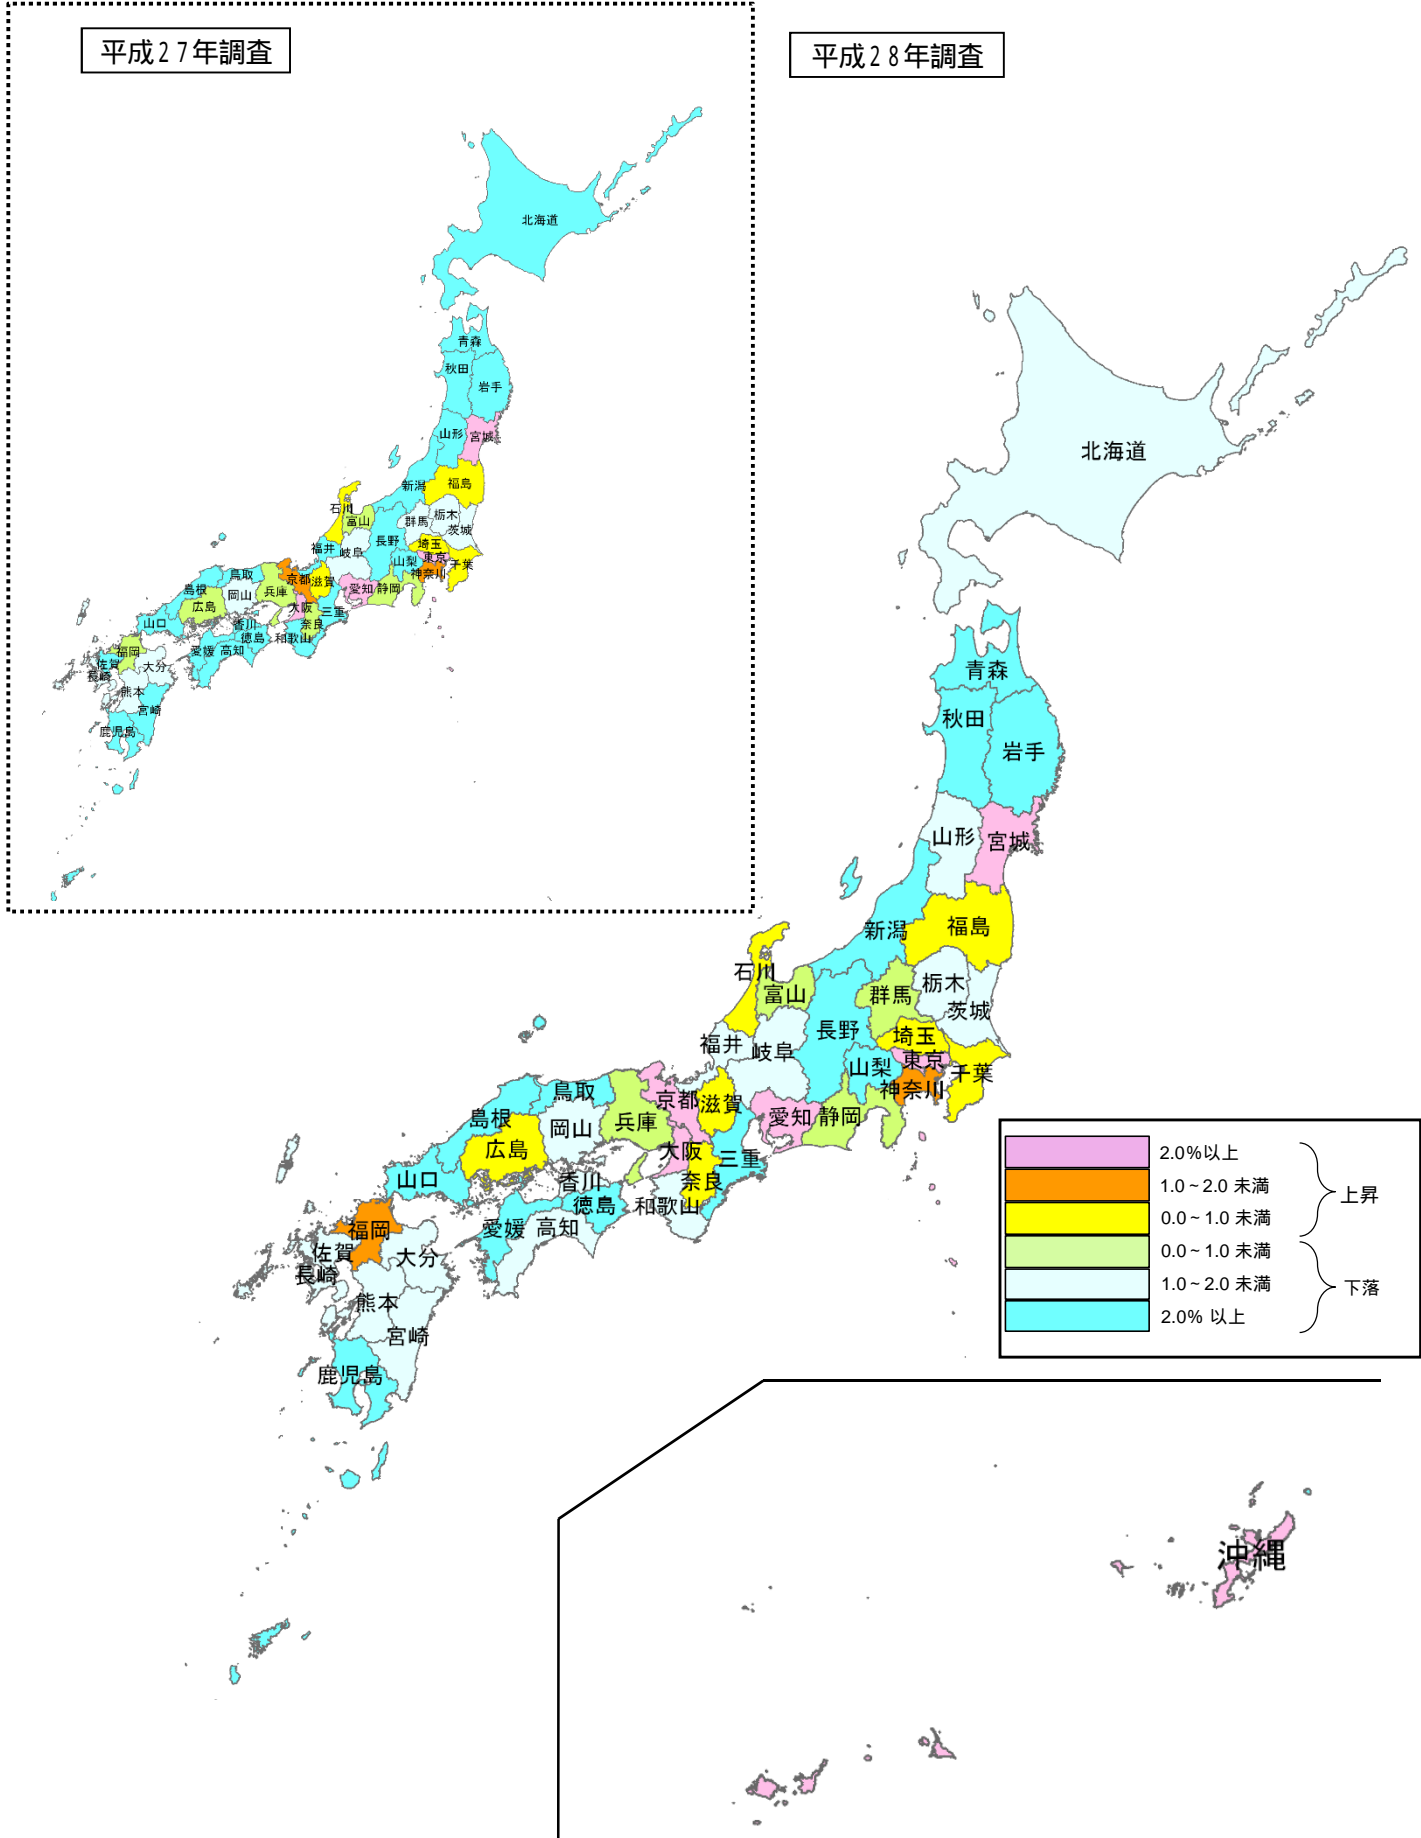 平成27年調査
北海道
青森
秋田
岩手
山形
宮城
新潟
福島
石川
富山
群馬
栃木
茨城
福井
岐阜
長野
埼玉
東京
山梨
千葉
神奈川
鳥取
京都
滋賀
島根
岡山
兵庫
愛知
静岡
広島
大阪
三重
山口
香川
奈良
徳島
和歌山
福岡
愛媛
高知
佐賀
大分
長崎
熊本
宮崎
鹿児島
平成28年調査
北海道
青森
秋田
岩手
山形
宮城
新潟
福島
石川
富山
群馬
栃木
茨城
福井
岐阜
長野
埼玉
東京
山梨
千葉
神奈川
鳥取
京都
滋賀
島根
岡山
兵庫
愛知
静岡
広島
大阪
三重
山口
香川
奈良
徳島
和歌山
福岡
愛媛
高知
佐賀
大分
長崎
熊本
宮崎
鹿児島
2.0%以上
1.0~2.0 未満
0.0~1.0 未満
上昇
0.0~1.0 未満
1.0~2.0 未満
2.0% 以上
下落
沖縄